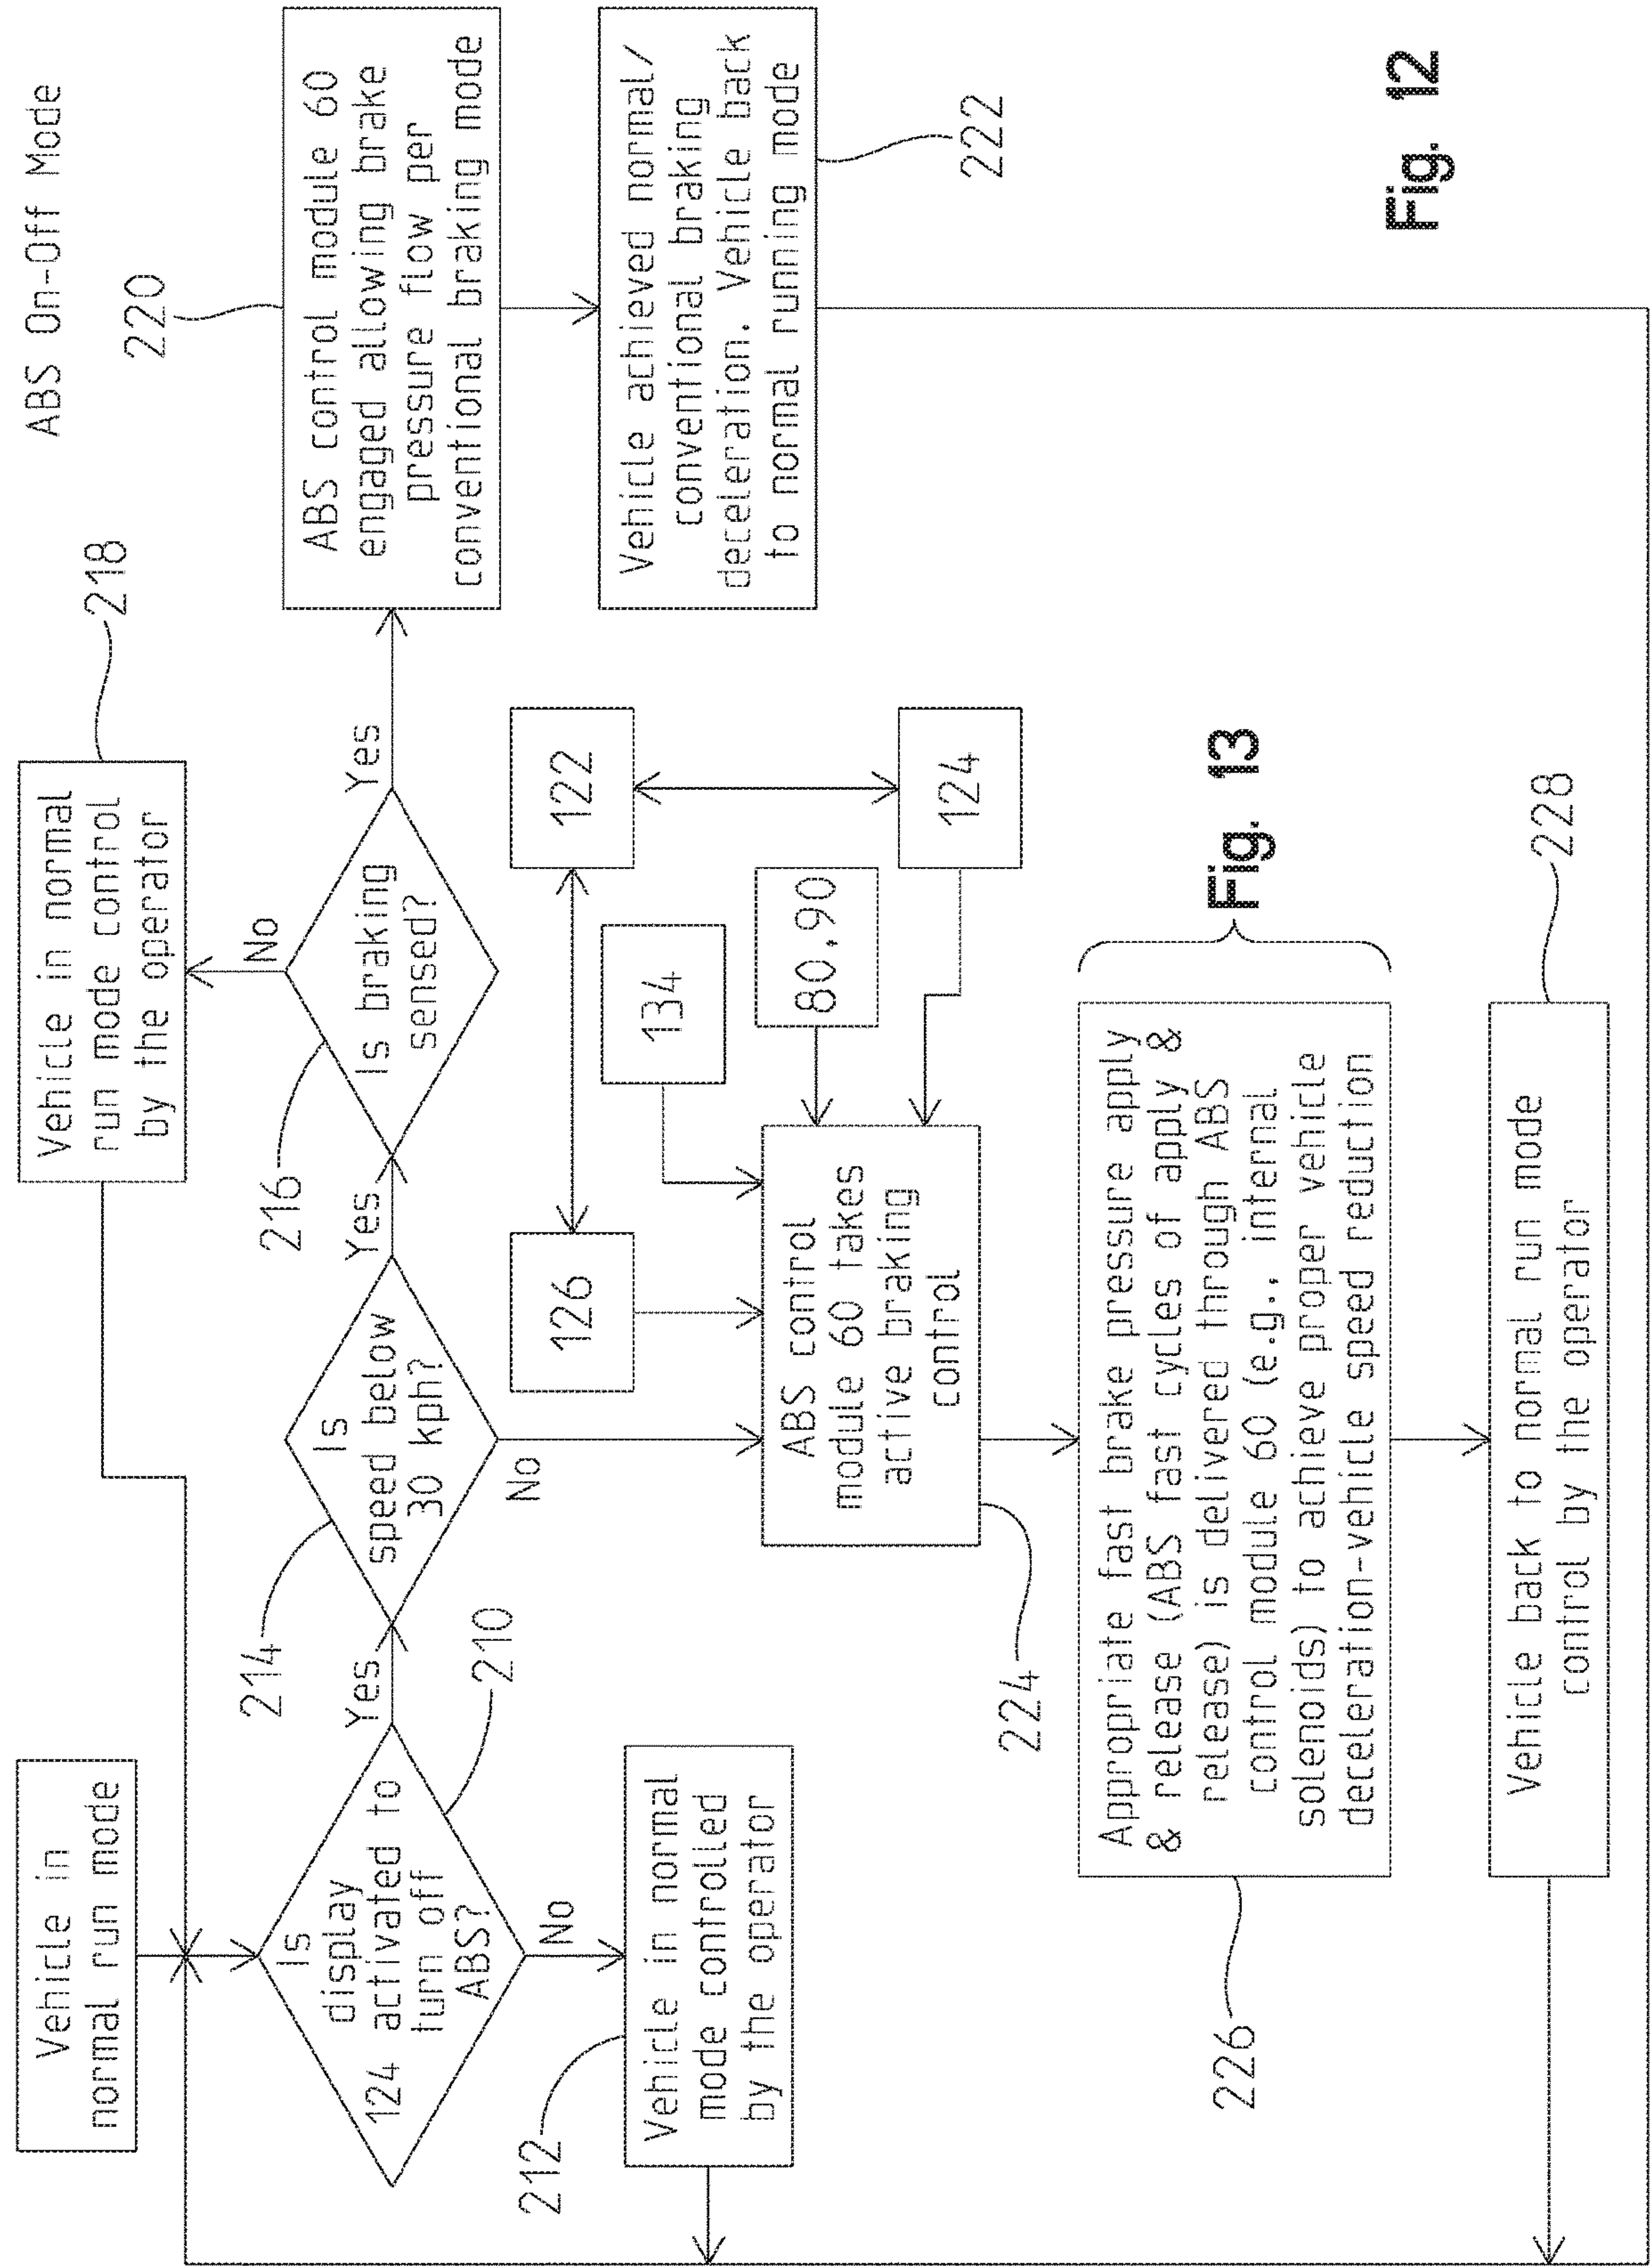 ABS On-Off Mode
Vehicle in
normal run mode
Is
display
124 activated to
turn off
ABS?
210
Yes
No
212
Vehicle in normal
mode controlled
by the operator
214
Is
speed below
30 kph?
Yes
No
216
Is braking
sensed?
No
Yes
218
Vehicle in normal
run mode control
by the operator
220
ABS control module 60
engaged allowing brake
pressure flow per
conventional braking mode
Vehicle achieved normal/
conventional braking
deceleration. Vehicle back
to normal running mode
222
126
122
134
80,90
124
ABS control
module 60 takes
active braking
control
224
Appropriate fast brake pressure apply
& release (ABS fast cycles of apply &
release) is delivered through ABS
control module 60 (e.g., internal
solenoids) to achieve proper vehicle
deceleration-vehicle speed reduction
226
Fig. 13
Vehicle back to normal run mode
control by the operator
228
Fig. 12